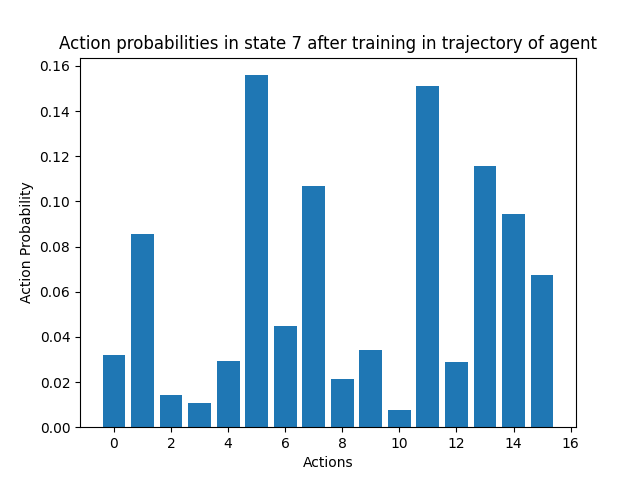 Action probabilities in state 7 after training in trajectory of agent
0.16
0.14
0.12
0.10
0.08
0.06
0.04
0.02
0.00
Action Probability
0 2 4 6 8 10 12 14 16
Actions